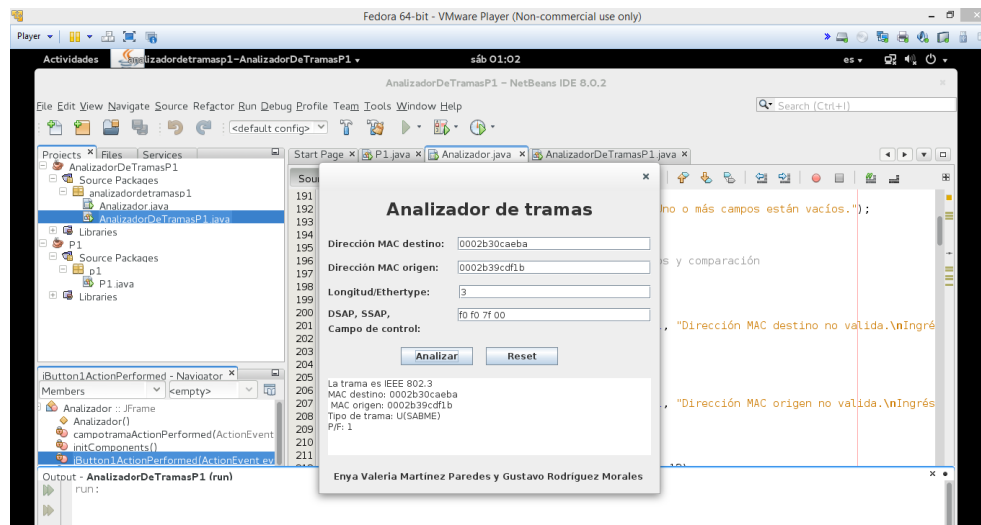 Fedora 64-bit - VMware Player (Non-commercial use only)
Player
Actividades
lizadordetramasp1-AnalizadorDeTramasP1
sáb 01:02
es
AnalizadorDeTramasP1 - NetBeans IDE 8.0.2
File Edit View Navigate Source Refactor Run Debug Profile Team Tools Window Help
Search (Ctrl+I)
<default config>
Projects × Files Services
Start Page × P1.java × Analizador.java × AnalizadorDeTramasP1.java ×
AnalizadorDeTramasP1
Source Packages
analizadordetramasp1
Analizador.java
AnalizadorDeTramasP1.java
Libraries
P1
Source Packages
p1
P1.java
Libraries
jButton1ActionPerformed - Navigator ×
Members
<empty>
Analizador :: JFrame
Analizador()
campotramaActionPerformed(ActionEvent
initComponents()
jButton1ActionPerformed(ActionEvent ev
Sou
191
192
no o más campos están vacíos.");
193
194
195
196
s y comparación
197
198
199
200
201
, "Dirección MAC destino no valida.\nIngré
202
203
204
205
206
207
, "Dirección MAC origen no valida.\nIngrés
208
209
210
211
Analizador de tramas
Dirección MAC destino: 0002b30caeba
Dirección MAC origen: 0002b39cdf1b
Longitud/Ethertype: 3
DSAP, SSAP, f0 f0 7f 00
Campo de control:
Analizar Reset
La trama es IEEE 802.3
MAC destino: 0002b30caeba
MAC origen: 0002b39cdf1b
Tipo de trama: U(SABME)
P/F: 1
Enya Valeria Martínez Paredes y Gustavo Rodríguez Morales
Output - AnalizadorDeTramasP1 (run)
run: